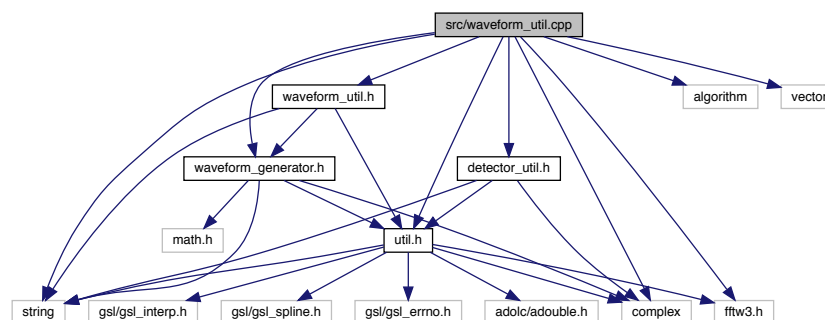 src/waveform_util.cpp
waveform_util.h
algorithm
vector
waveform_generator.h
detector_util.h
math.h
util.h
string
gsl/gsl_interp.h
gsl/gsl_spline.h
gsl/gsl_errno.h
adolc/adouble.h
complex
fftw3.h